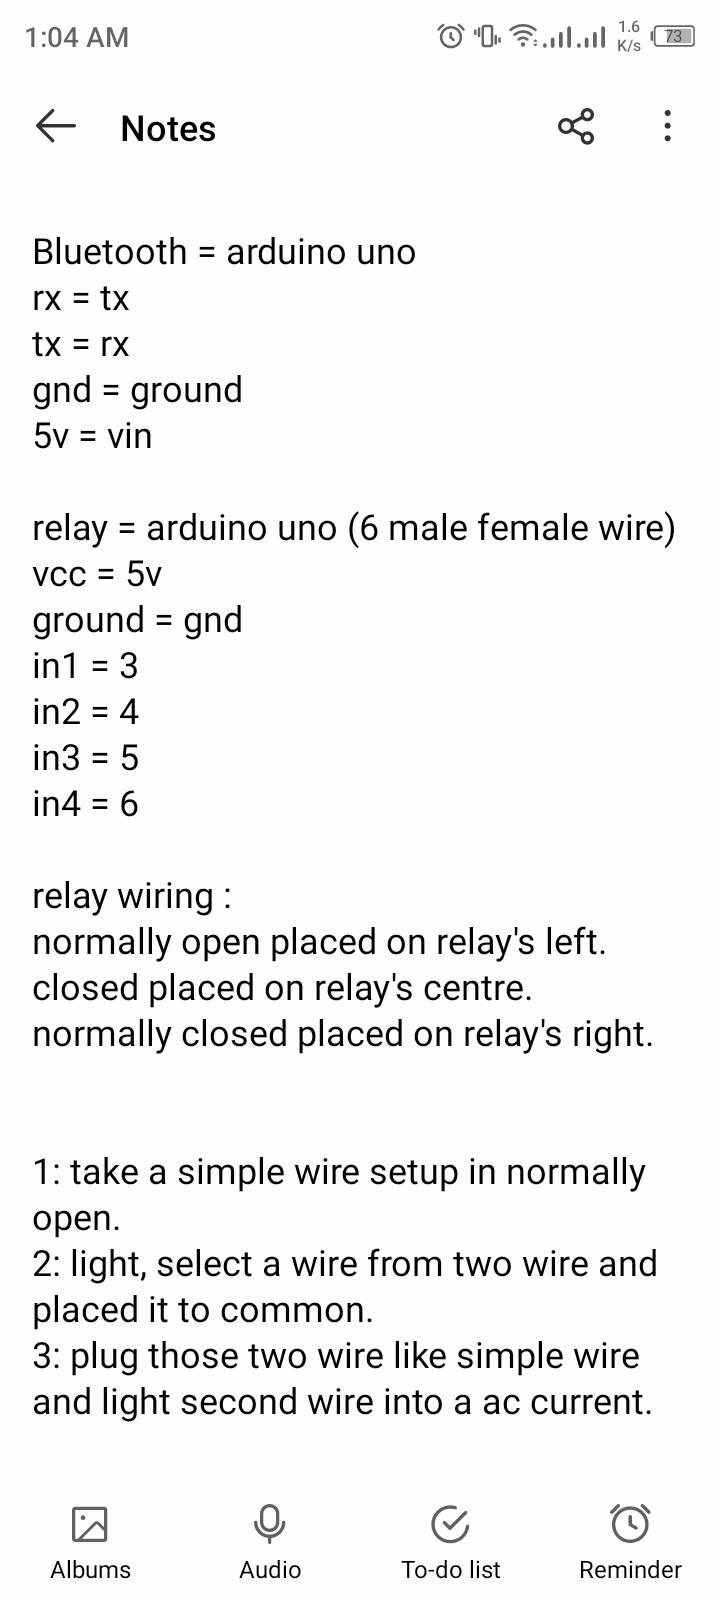 1:04 AM
1.6
K/s
73
Notes
Bluetooth = arduino uno
rx = tx
tx = rx
gnd = ground
5v = vin
relay = arduino uno (6 male female wire)
vcc = 5v
ground = gnd
in1 = 3
in2 = 4
in3 = 5
in4 = 6
relay wiring :
normally open placed on relay's left.
closed placed on relay's centre.
normally closed placed on relay's right.
1: take a simple wire setup in normally
open.
2: light, select a wire from two wire and
placed it to common.
3: plug those two wire like simple wire
and light second wire into a ac current.
Albums
Audio
To-do list
Reminder